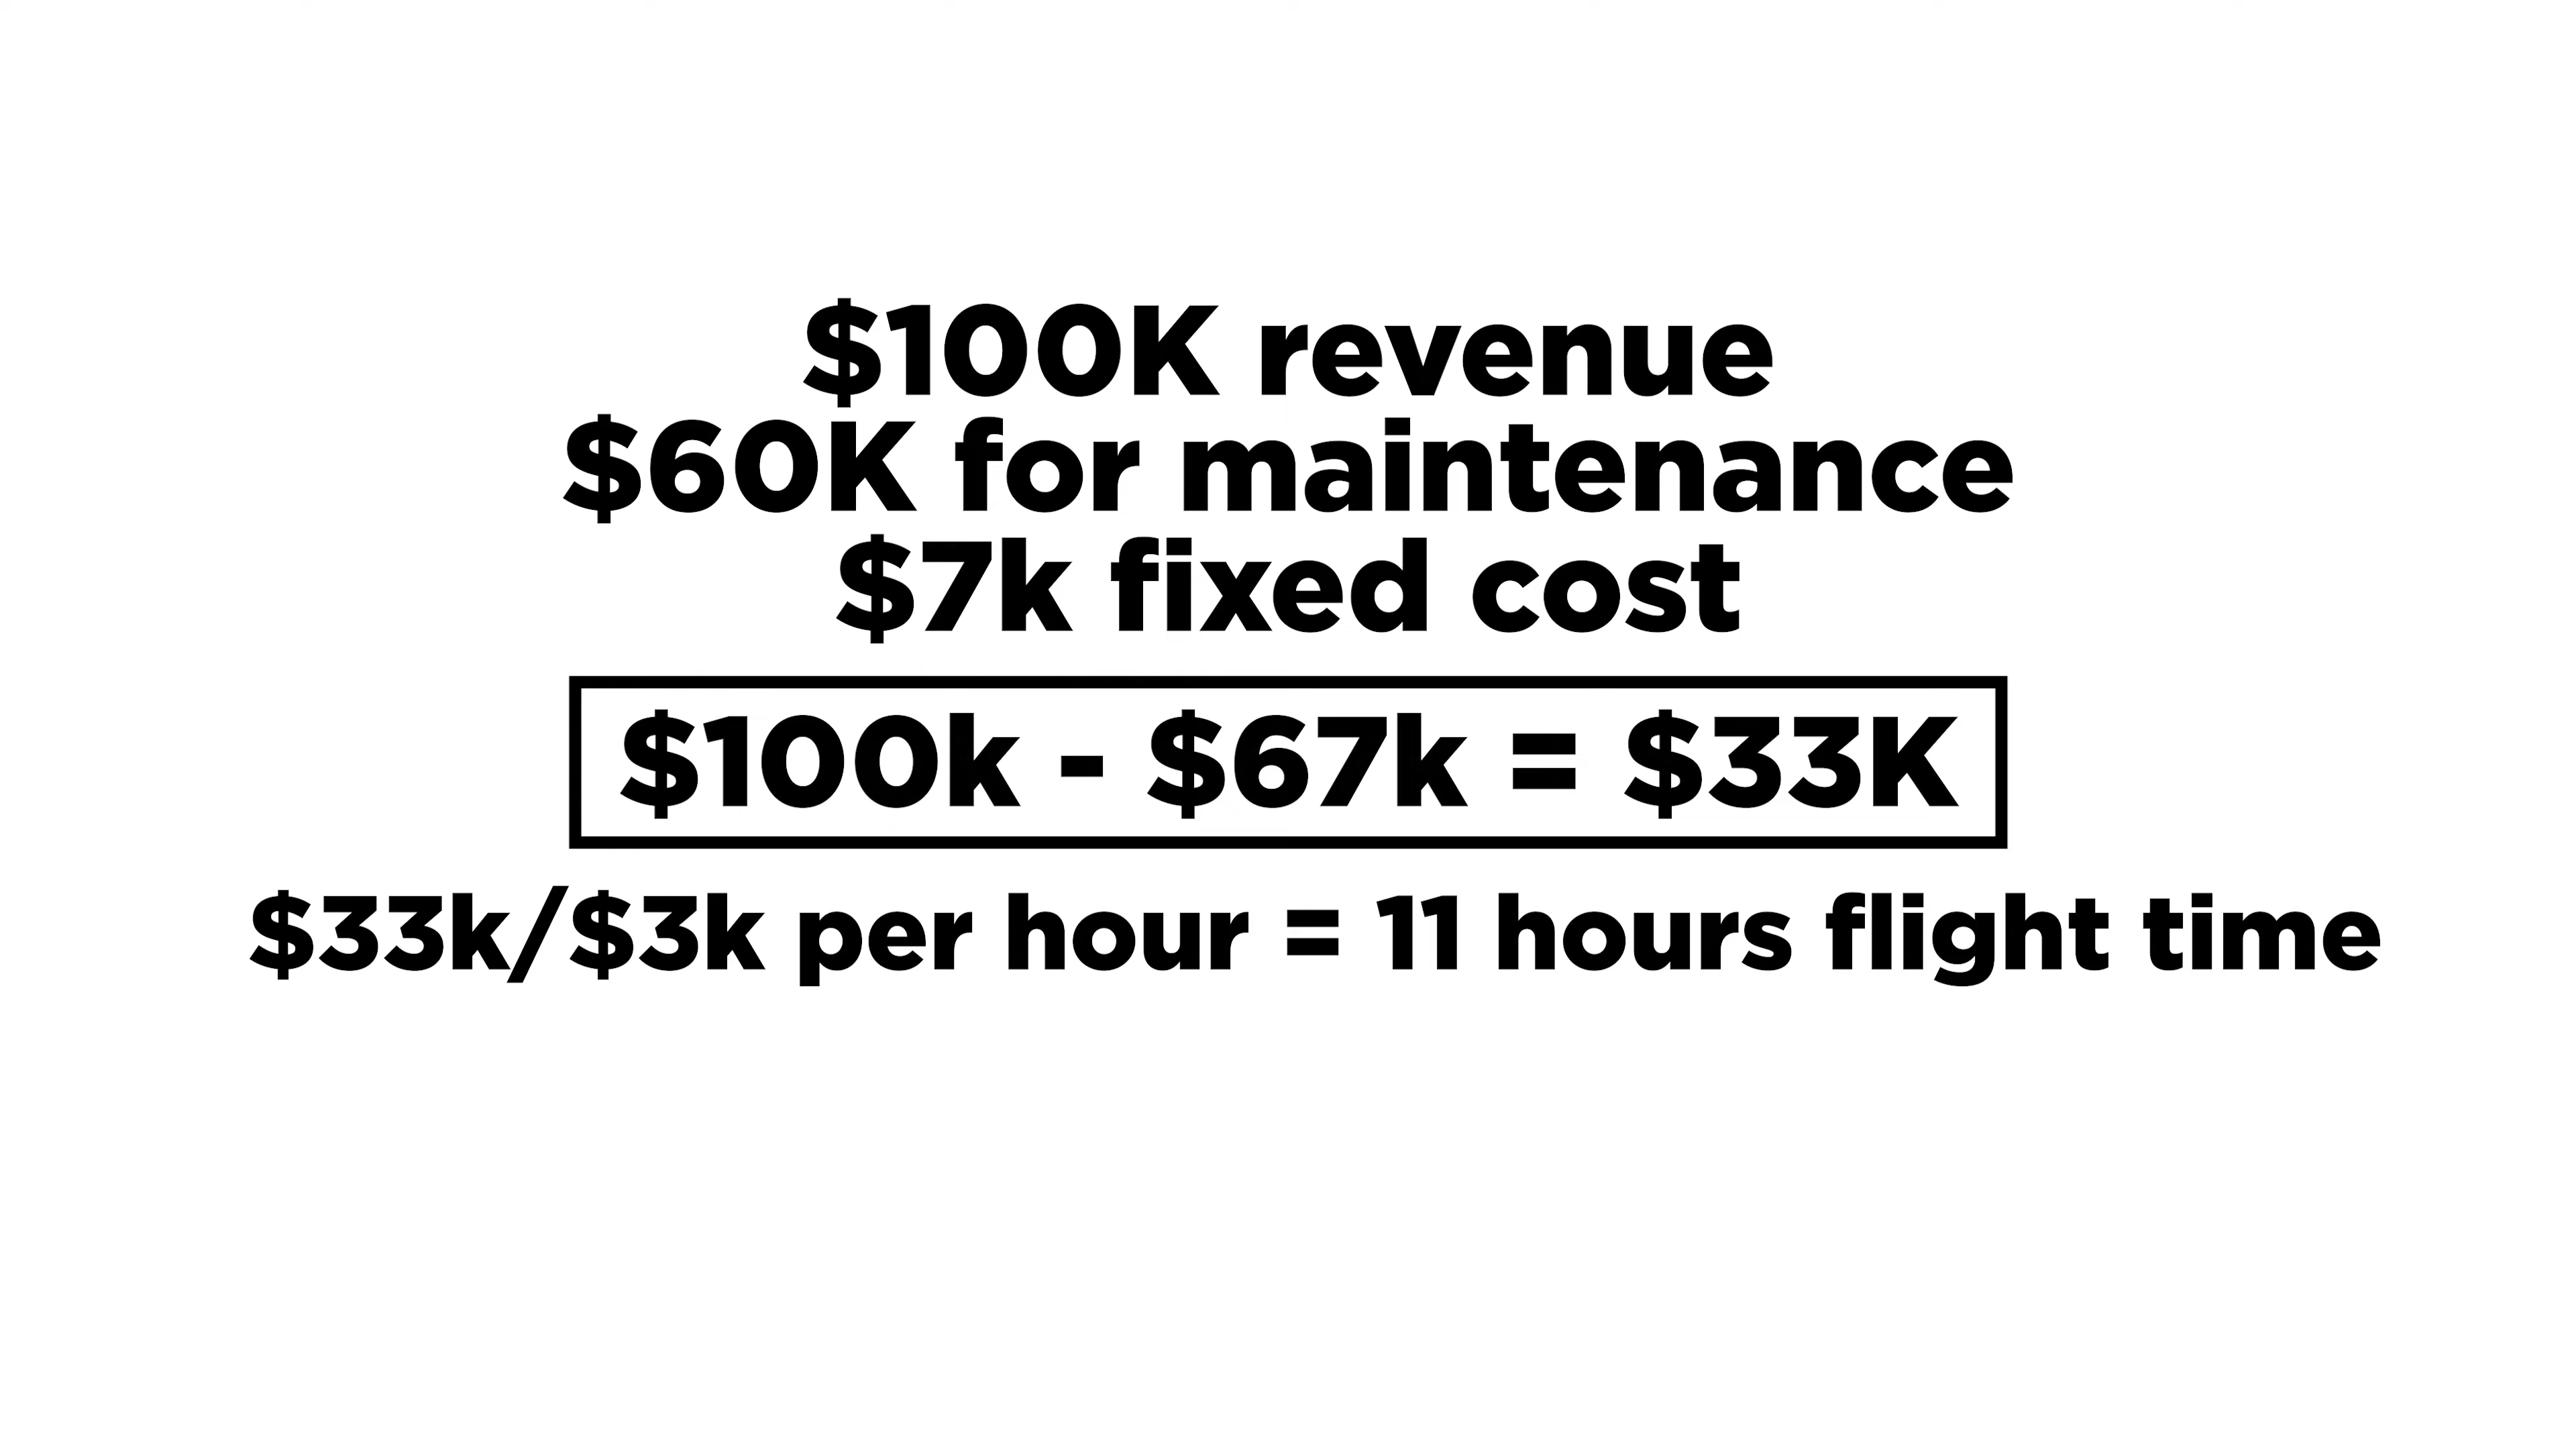 $100K revenue
$60K for maintenance
$7k fixed cost
$100k - $67k = $33K
$33k/$3k per hour = 11 hours flight time